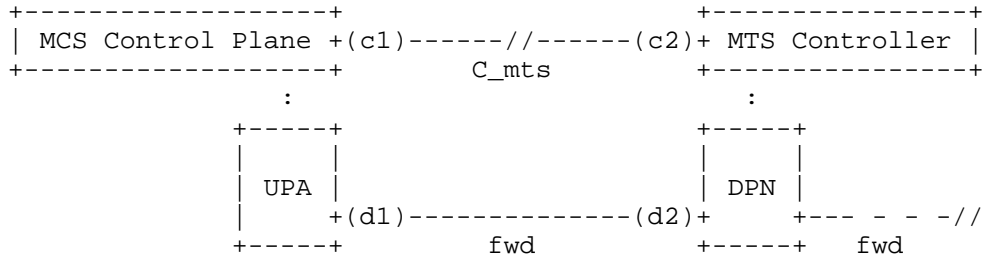 MCS Control Plane +(c1)------//------(c2)+ MTS Controller
C_mts
: :
UPA DPN
+(d1)--------------(d2)+ +--- - - -//
fwd fwd